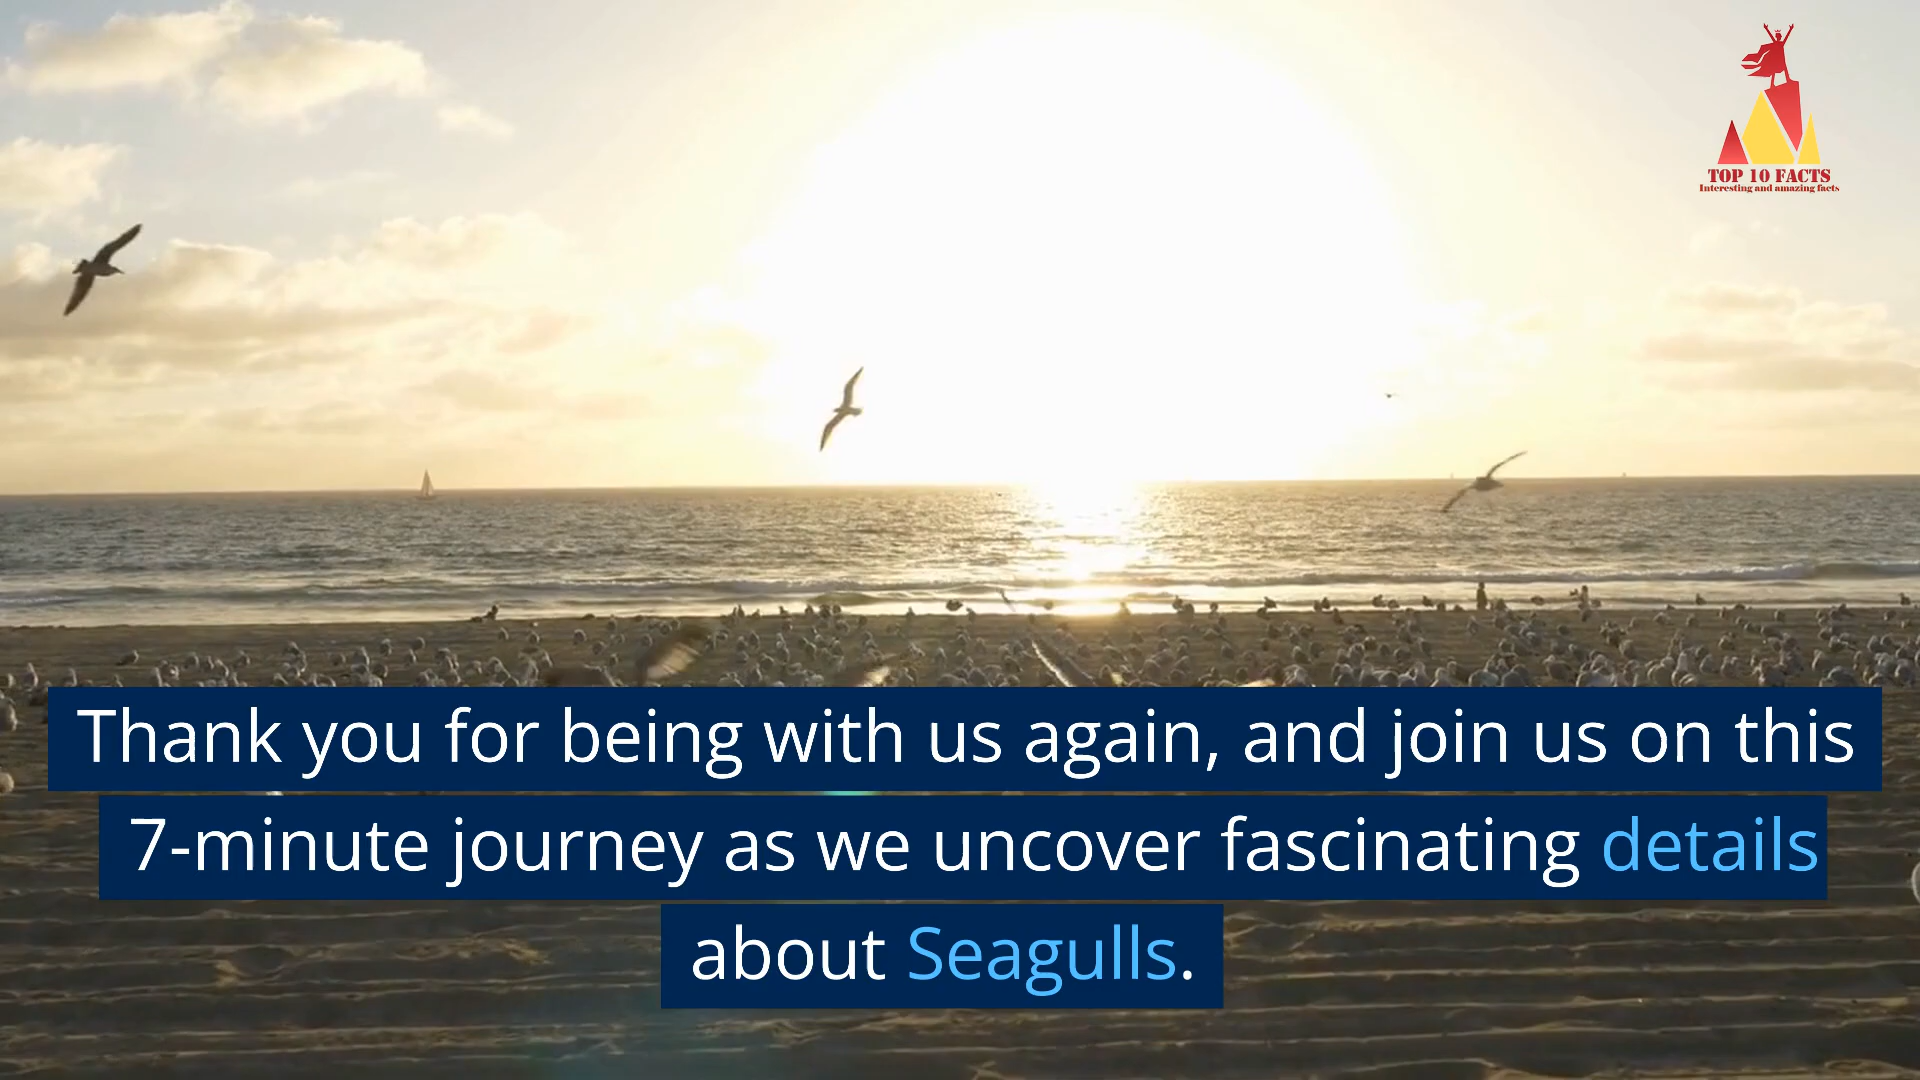 TOP 10 FACTS
Interesting and amazing facts
Thank you for being with us again, and join us on this
7-minute journey as we uncover fascinating details
about Seagulls.